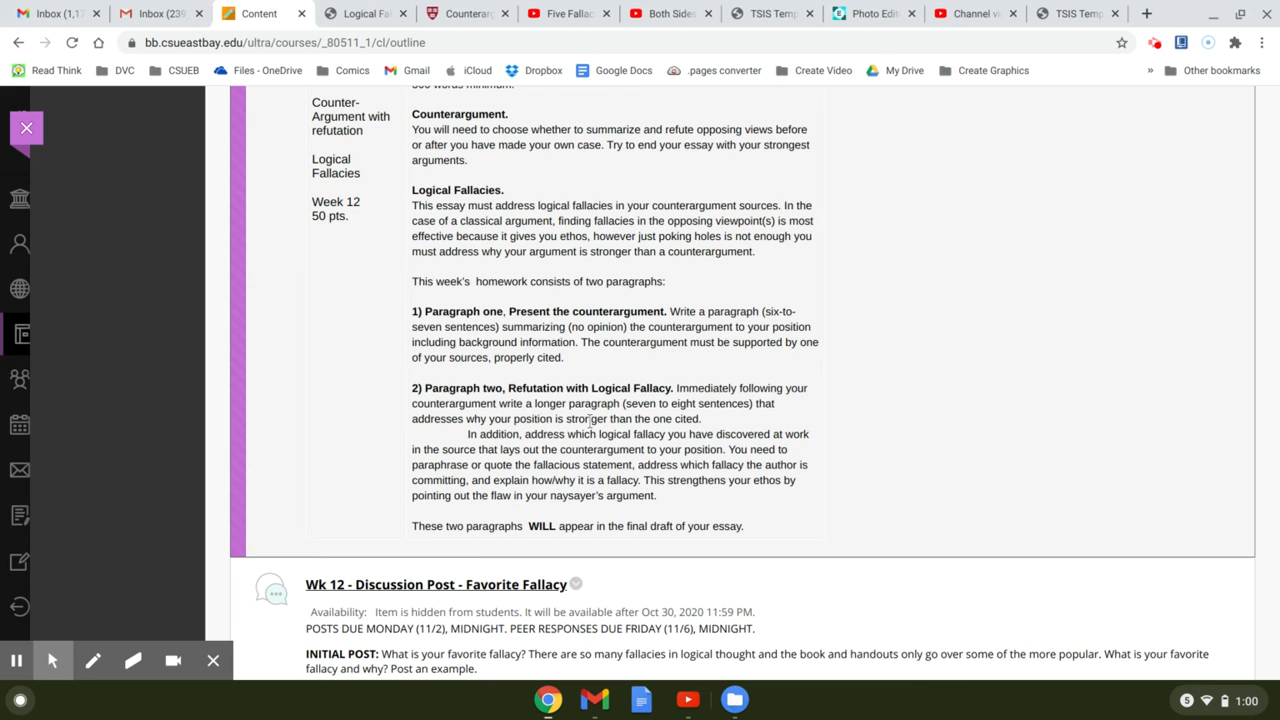 Inbox (1,17
Inbox (239
Content
Logical Fal
Counterarg
Five Fallac
Both Sides
TSIS Temp
Photo Edit
Channel vi
TSIS Temp
bb.csueastbay.edu/ultra/courses/_80511_1/cl/outline
Read Think
DVC
CSUEB
Files - OneDrive
Comics
Gmail
iCloud
Dropbox
Google Docs
.pages converter
Create Video
My Drive
Create Graphics
»
Other bookmarks
500 words minimum.
Counter-
Argument with
refutation
Logical
Fallacies
Week 12
50 pts.
Counterargument.
You will need to choose whether to summarize and refute opposing views before
or after you have made your own case. Try to end your essay with your strongest
arguments.
Logical Fallacies.
This essay must address logical fallacies in your counterargument sources. In the
case of a classical argument, finding fallacies in the opposing viewpoint(s) is most
effective because it gives you ethos, however just poking holes is not enough you
must address why your argument is stronger than a counterargument.
This week's homework consists of two paragraphs:
1) Paragraph one, Present the counterargument. Write a paragraph (six-to-
seven sentences) summarizing (no opinion) the counterargument to your position
including background information. The counterargument must be supported by one
of your sources, properly cited.
2) Paragraph two, Refutation with Logical Fallacy. Immediately following your
counterargument write a longer paragraph (seven to eight sentences) that
addresses why your position is stronger than the one cited.
In addition, address which logical fallacy you have discovered at work
in the source that lays out the counterargument to your position. You need to
paraphrase or quote the fallacious statement, address which fallacy the author is
committing, and explain how/why it is a fallacy. This strengthens your ethos by
pointing out the flaw in your naysayer's argument.
These two paragraphs WILL appear in the final draft of your essay.
Wk 12 - Discussion Post - Favorite Fallacy
Availability: Item is hidden from students. It will be available after Oct 30, 2020 11:59 PM.
POSTS DUE MONDAY (11/2), MIDNIGHT. PEER RESPONSES DUE FRIDAY (11/6), MIDNIGHT.
INITIAL POST: What is your favorite fallacy? There are so many fallacies in logical thought and the book and handouts only go over some of the more popular. What is your favorite
fallacy and why? Post an example.
5
1:00